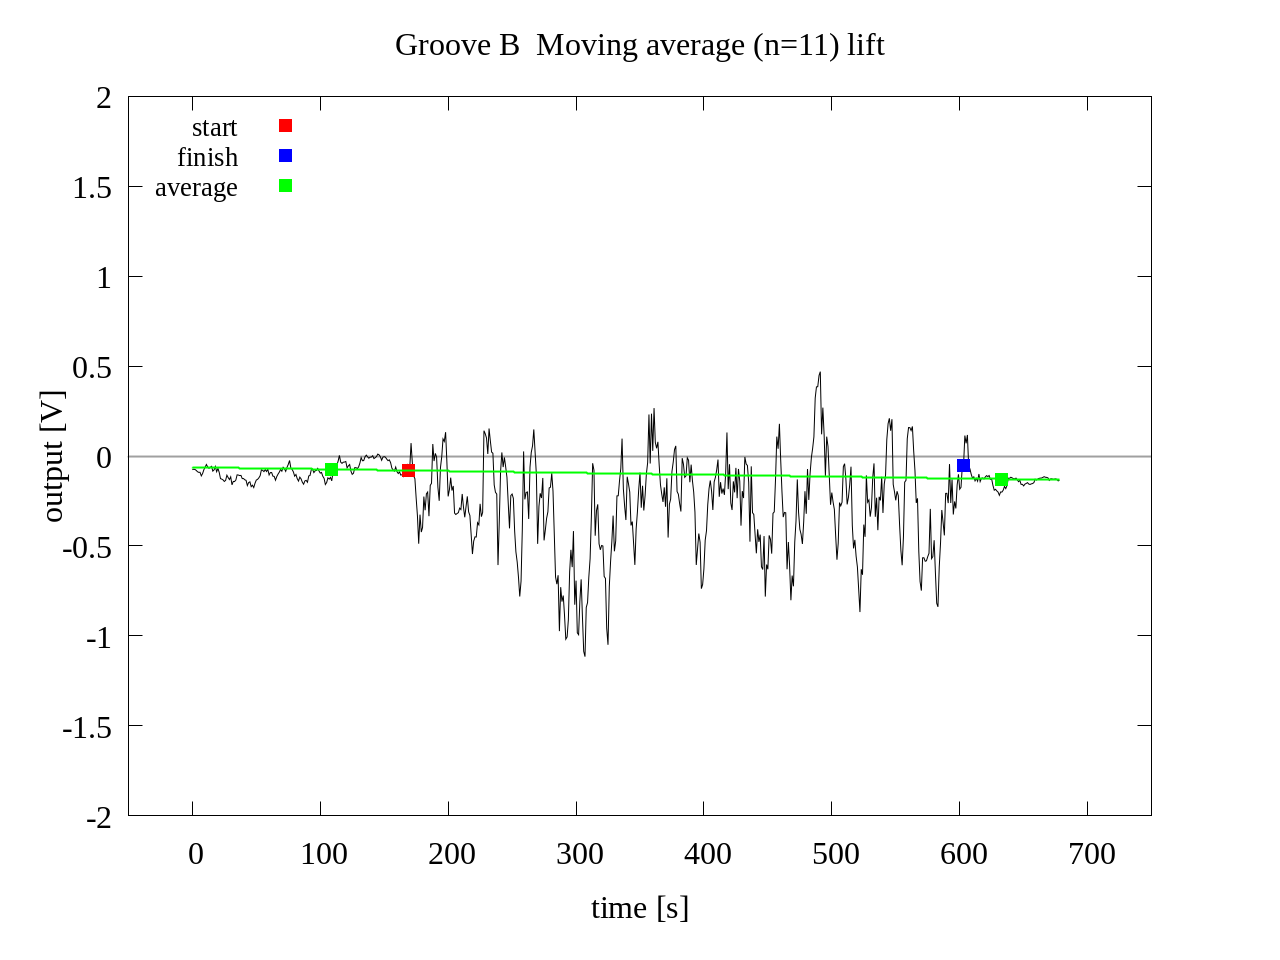 Groove B  Moving average (n=11) lift
2
1.5
1
0.5
0
-0.5
-1
-1.5
-2
start
finish
average
output [V]
0 100 200 300 400 500 600 700
time [s]